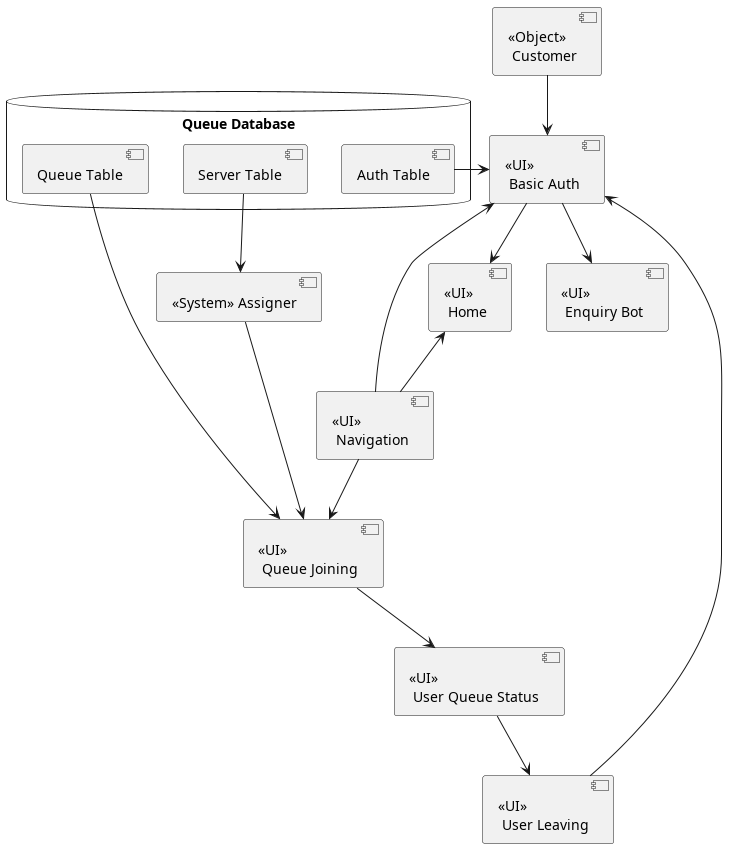 «Object»
Customer
Queue Database
Queue Table
Server Table
Auth Table
«UI»
Basic Auth
«System» Assigner
«UI»
Home
«UI»
Enquiry Bot
«UI»
Navigation
«UI»
Queue Joining
«UI»
User Queue Status
«UI»
User Leaving